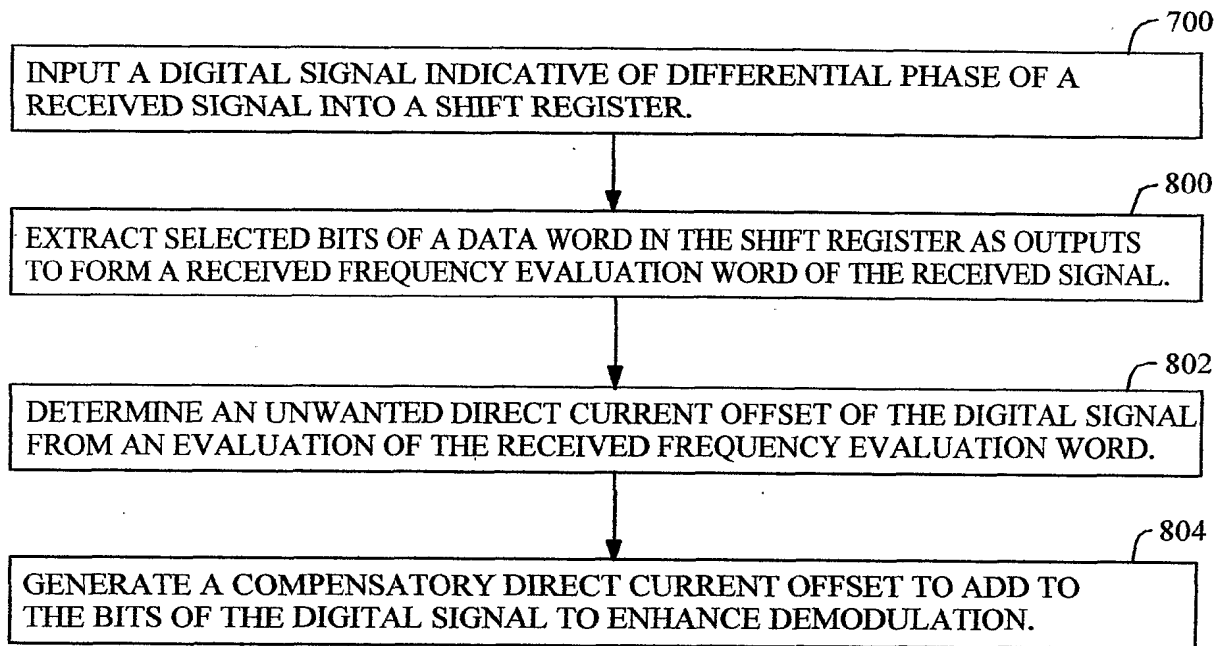 700
INPUT A DIGITAL SIGNAL INDICATIVE OF DIFFERENTIAL PHASE OF A
RECEIVED SIGNAL INTO A SHIFT REGISTER.
800
EXTRACT SELECTED BITS OF A DATA WORD IN THE SHIFT REGISTER AS OUTPUTS
TO FORM A RECEIVED FREQUENCY EVALUATION WORD OF THE RECEIVED SIGNAL.
802
DETERMINE AN UNWANTED DIRECT CURRENT OFFSET OF THE DIGITAL SIGNAL
FROM AN EVALUATION OF THE RECEIVED FREQUENCY EVALUATION WORD.
804
GENERATE A COMPENSATORY DIRECT CURRENT OFFSET TO ADD TO
THE BITS OF THE DIGITAL SIGNAL TO ENHANCE DEMODULATION.